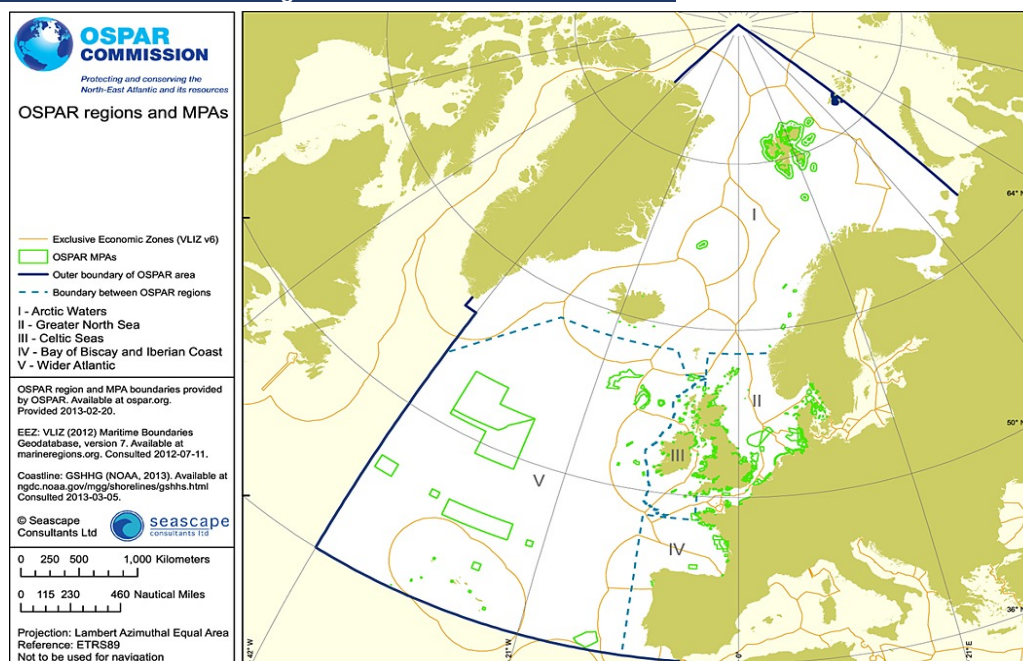 OSPAR
COMMISSION
Protecting and conserving the
North-East Atlantic and its resources
OSPAR regions and MPAs
Exclusive Economic Zones (VLIZ v6)
OSPAR MPAs
Outer boundary of OSPAR area
Boundary between OSPAR regions
I - Arctic Waters
II - Greater North Sea
III - Celtic Seas
IV - Bay of Biscay and Iberian Coast
V - Wider Atlantic
OSPAR region and MPA boundaries provided
by OSPAR. Available at ospar.org.
Provided 2013-02-20.
EEZ: VLIZ (2012) Maritime Boundaries
Geodatabase, version 7. Available at
marineregions.org. Consulted 2012-07-11.
Coastline: GSHHG (NOAA, 2013). Available at
ngdc.noaa.gov/mgg/shorelines/gshhs.html
Consulted 2013-03-05.
© Seascape
Consultants Ltd
seascape
consultants ltd
0 250 500 1,000 Kilometers
0 115 230 460 Nautical Miles
Projection: Lambert Azimuthal Equal Area
Reference: ETRS89
Not to be used for navigation
I
II
III
IV
V
64° N
50° N
36° N
42° W
21° W
0°
21° E